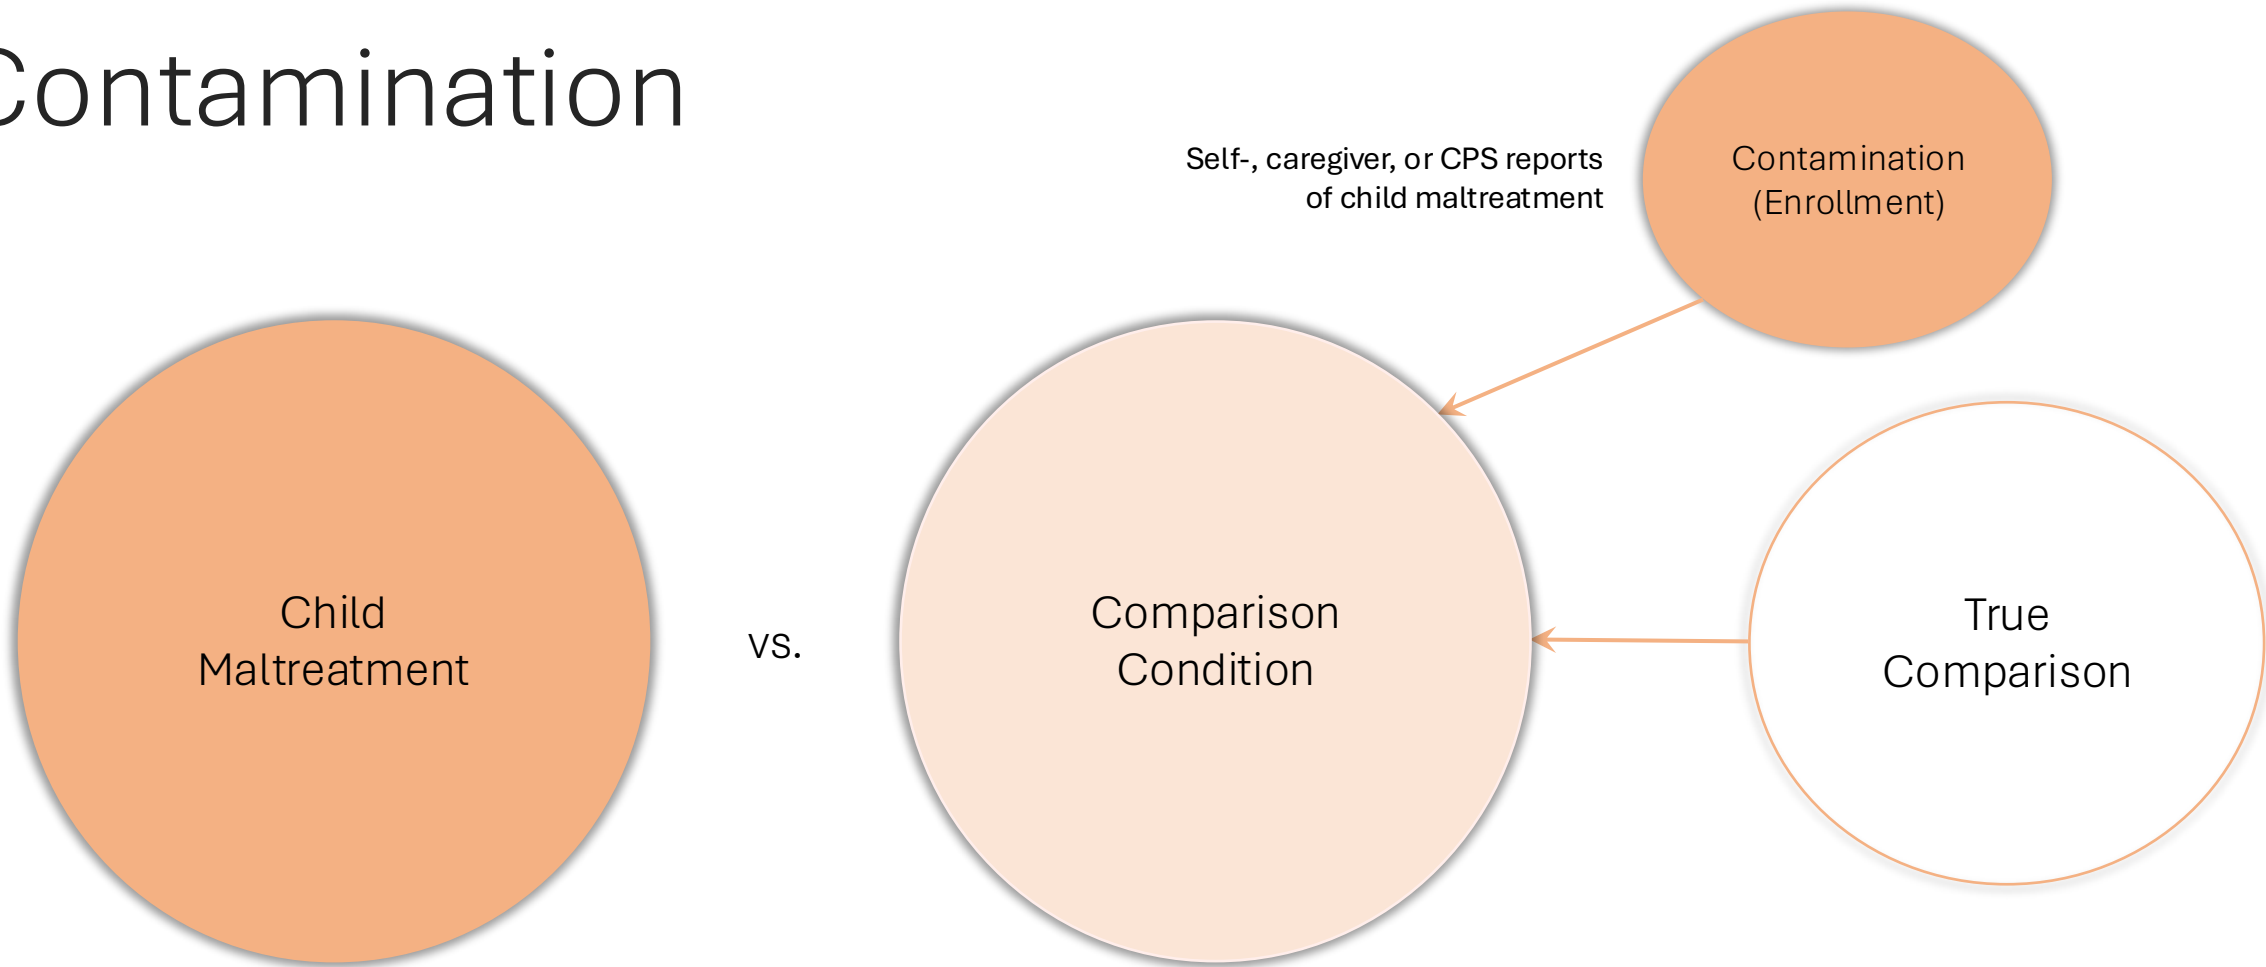 Contamination
Self-, caregiver, or CPS reports
of child maltreatment
Contamination
(Enrollment)
Child
Maltreatment
vs.
Comparison
Condition
True
Comparison